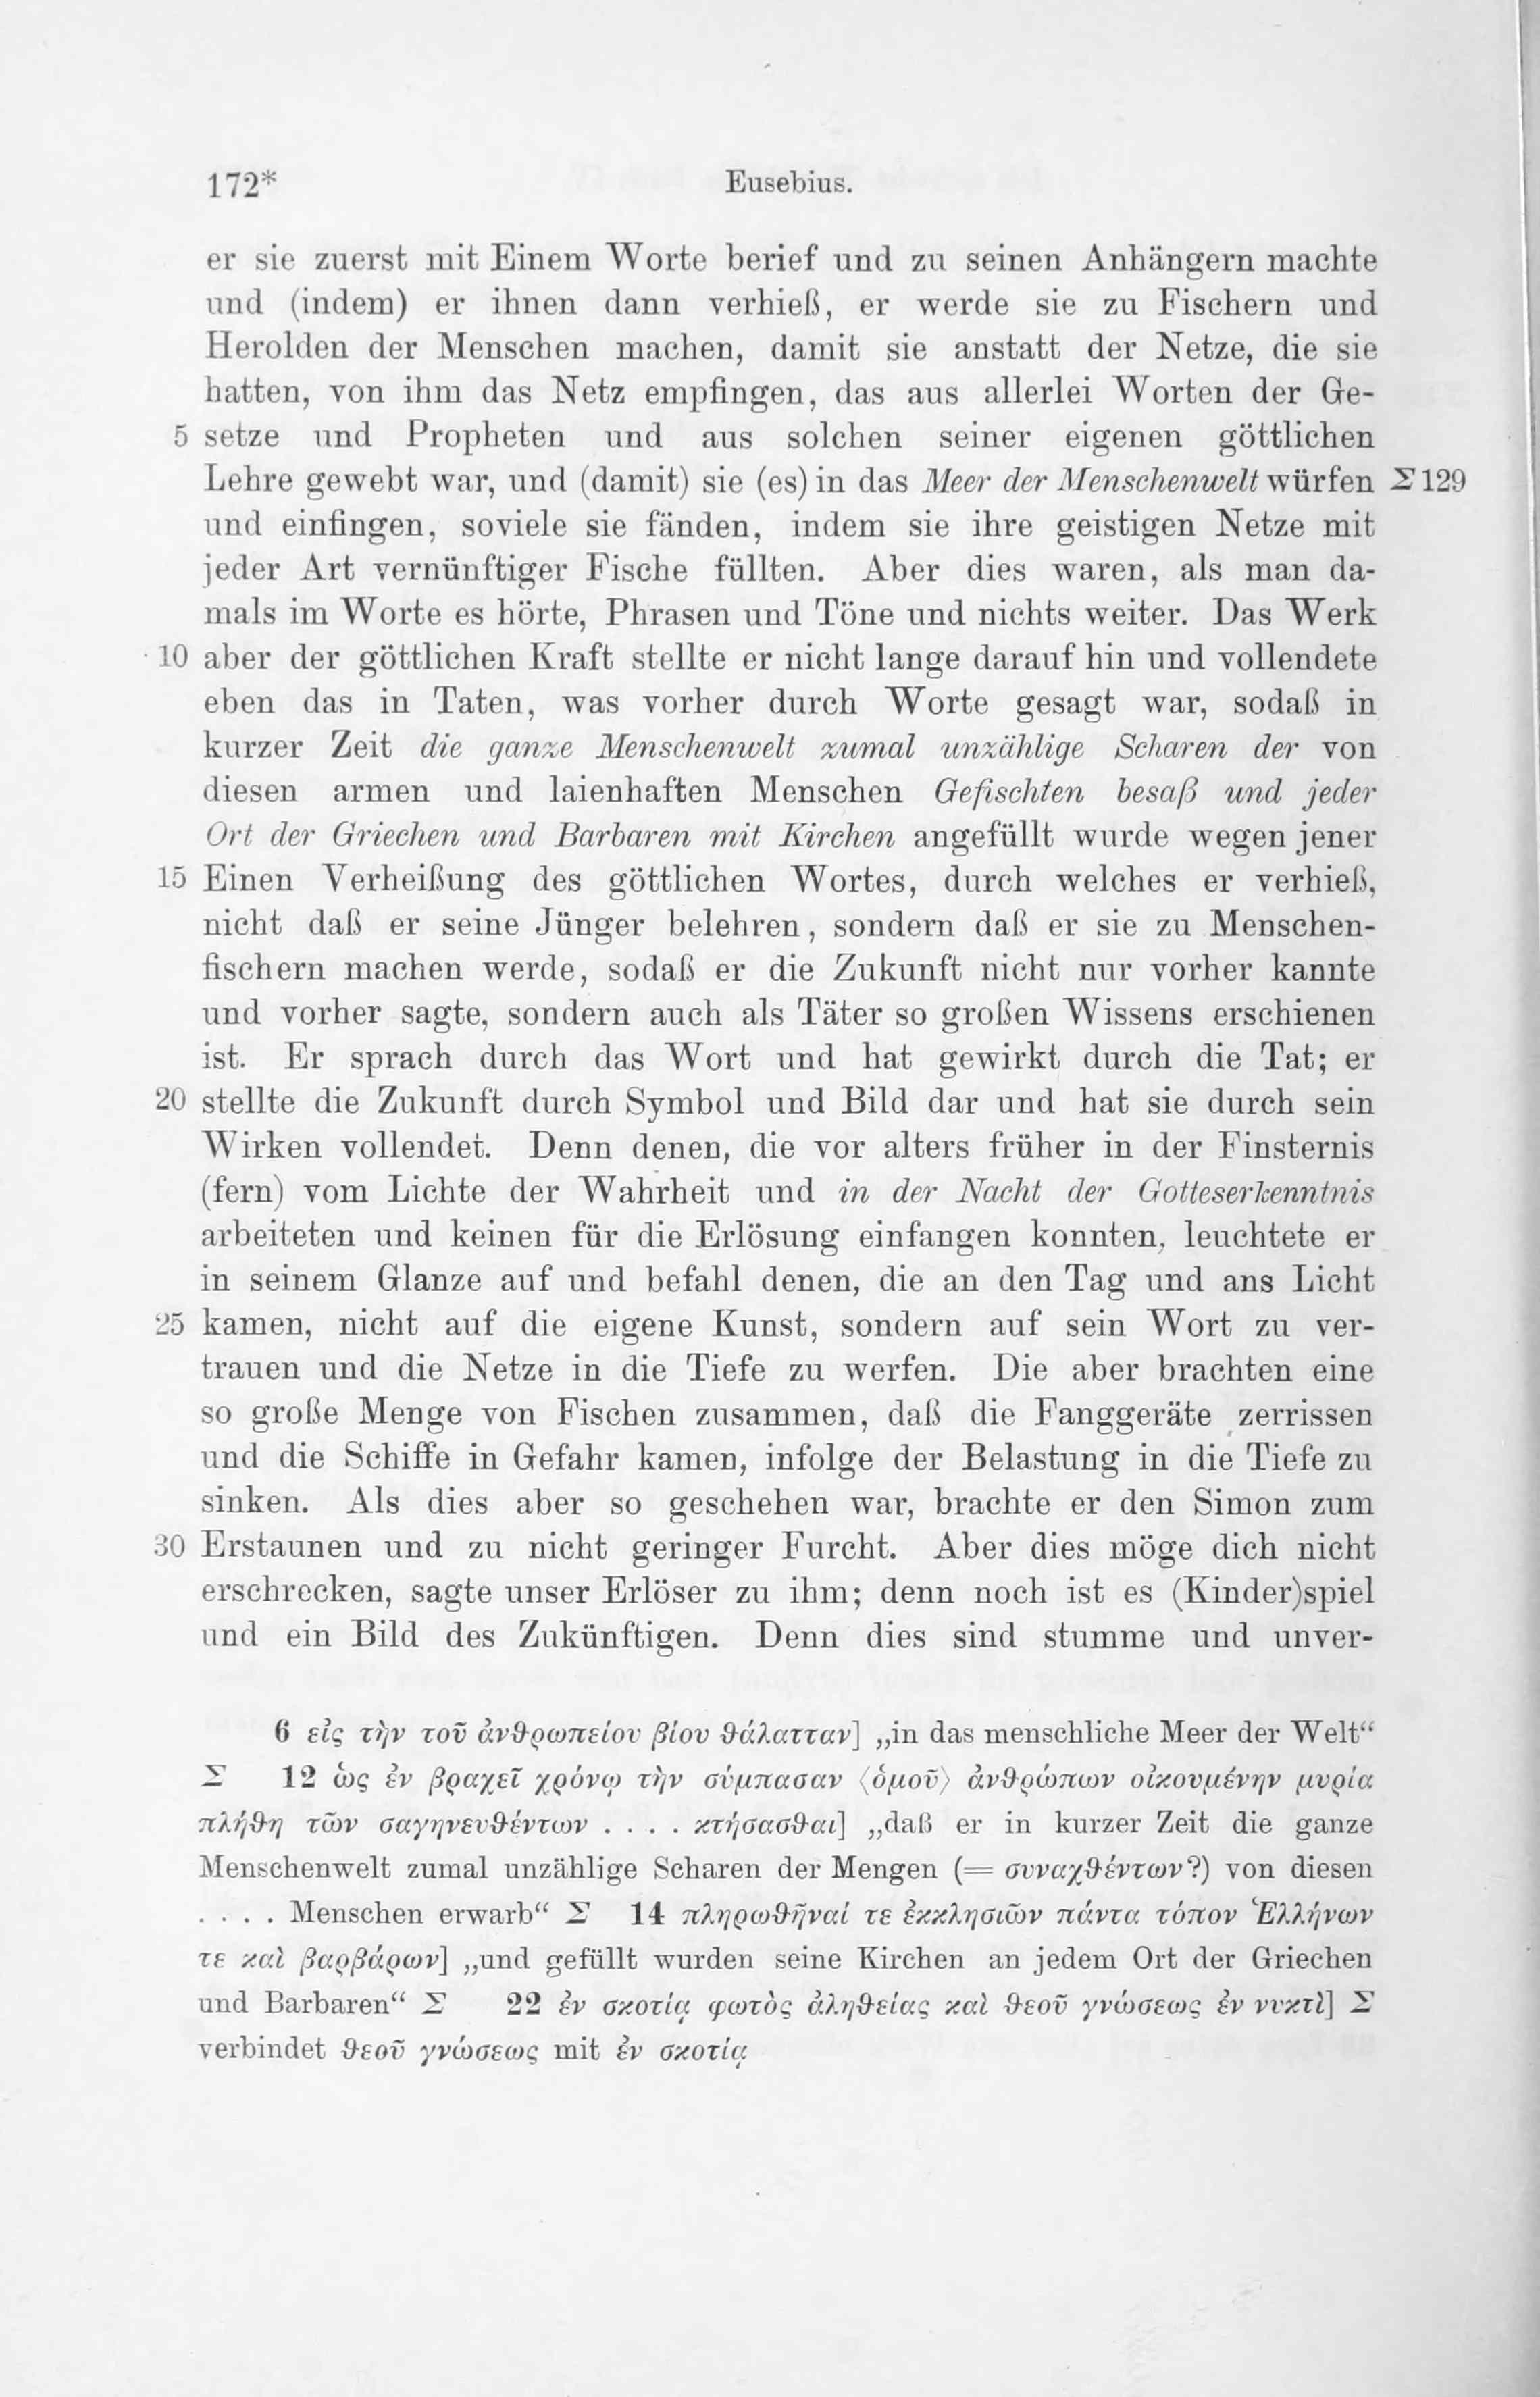 172* Eusebius.
er sie zuerst mit Einem Worte berief und zu seinen Anhängern machte
und (indem) er ihnen dann verhieß, er werde sie zu Fischern und
Herolden der Menschen machen, damit sie anstatt der Netze, die sie
hatten, von ihm das Netz empfingen, das aus allerlei Worten der Ge-
5 setze und Propheten und aus solchen seiner eigenen göttlichen
Lehre gewebt war, und (damit) sie (es) in das Meer der Menschenwelt würfen Σ 129
und einfingen, soviele sie fänden, indem sie ihre geistigen Netze mit
jeder Art vernünftiger Fische füllten. Aber dies waren, als man da-
mals im Worte es hörte, Phrasen und Töne und nichts weiter. Das Werk
10 aber der göttlichen Kraft stellte er nicht lange darauf hin und vollendete
eben das in Taten, was vorher durch Worte gesagt war, sodaß in
kurzer Zeit die ganze Menschenwelt zumal unzählige Scharen der von
diesen armen und laienhaften Menschen Gefischten besaß und jeder
Ort der Griechen und Barbaren mit Kirchen angefüllt wurde wegen jener
15 Einen Verheißung des göttlichen Wortes, durch welches er verhieß,
nicht daß er seine Jünger belehren, sondern daß er sie zu Menschen-
fischern machen werde, sodaß er die Zukunft nicht nur vorher kannte
und vorher sagte, sondern auch als Täter so großen Wissens erschienen
ist. Er sprach durch das Wort und hat gewirkt durch die Tat; er
20 stellte die Zukunft durch Symbol und Bild dar und hat sie durch sein
Wirken vollendet. Denn denen, die vor alters früher in der Finsternis
(fern) vom Lichte der Wahrheit und in der Nacht der Gotteserkenntnis
arbeiteten und keinen für die Erlösung einfangen konnten, leuchtete er
in seinem Glanze auf und befahl denen, die an den Tag und ans Licht
25 kamen, nicht auf die eigene Kunst, sondern auf sein Wort zu ver-
trauen und die Netze in die Tiefe zu werfen. Die aber brachten eine
so große Menge von Fischen zusammen, daß die Fanggeräte zerrissen
und die Schiffe in Gefahr kamen, infolge der Belastung in die Tiefe zu
sinken. Als dies aber so geschehen war, brachte er den Simon zum
30 Erstaunen und zu nicht geringer Furcht. Aber dies möge dich nicht
erschrecken, sagte unser Erlöser zu ihm; denn noch ist es (Kinder)spiel
und ein Bild des Zukünftigen. Denn dies sind stumme und unver-
6 εἰς τὴν τοῦ ἀνθρωπείου βίου θάλατταν] „in das menschliche Meer der Welt“
Σ 12 ὡς ἐν βραχεῖ χρόνῳ τὴν σύμπασαν ⟨ὁμοῦ⟩ ἀνθρώπων οἰκουμένην μυρία
πλήθη τῶν σαγηνευθέντων . . . . κτήσασθαι] „daß er in kurzer Zeit die ganze
Menschenwelt zumal unzählige Scharen der Mengen (= συναχθέντων?) von diesen
. . . . Menschen erwarb“ Σ 14 πληρωθῆναί τε ἐκκλησιῶν πάντα τόπον Ἑλλήνων
τε καὶ βαρβάρων] „und gefüllt wurden seine Kirchen an jedem Ort der Griechen
und Barbaren“ Σ 22 ἐν σκοτίᾳ φωτὸς ἀληθείας καὶ θεοῦ γνώσεως ἐν νυκτὶ] Σ
verbindet θεοῦ γνώσεως mit ἐν σκοτίᾳ